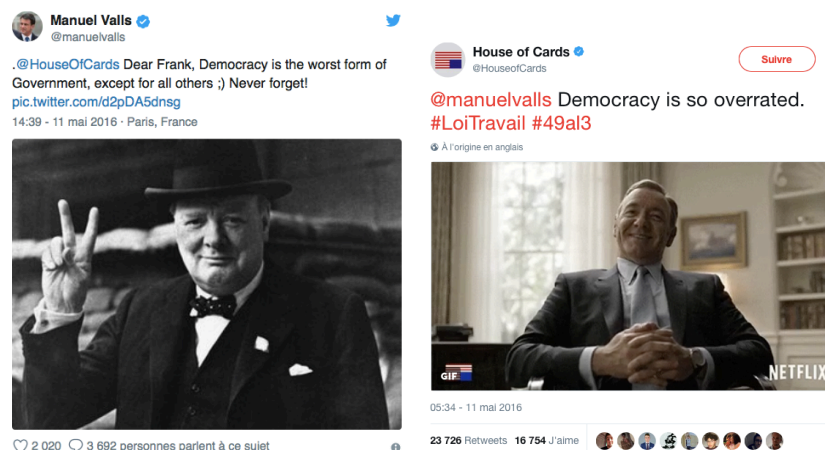 Manuel Valls
@manuelvalls
.@HouseOfCards Dear Frank, Democracy is the worst form of
Government, except for all others ;) Never forget!
pic.twitter.com/d2pDA5dnsg
14:39 - 11 mai 2016 · Paris, France
2 020 3 692 personnes parlent à ce sujet
House of Cards
@HouseofCards
Suivre
@manuelvalls Democracy is so overrated.
#LoiTravail #49al3
À l'origine en anglais
GIF
NETFLIX
05:34 - 11 mai 2016
23 726 Retweets 16 754 J'aime